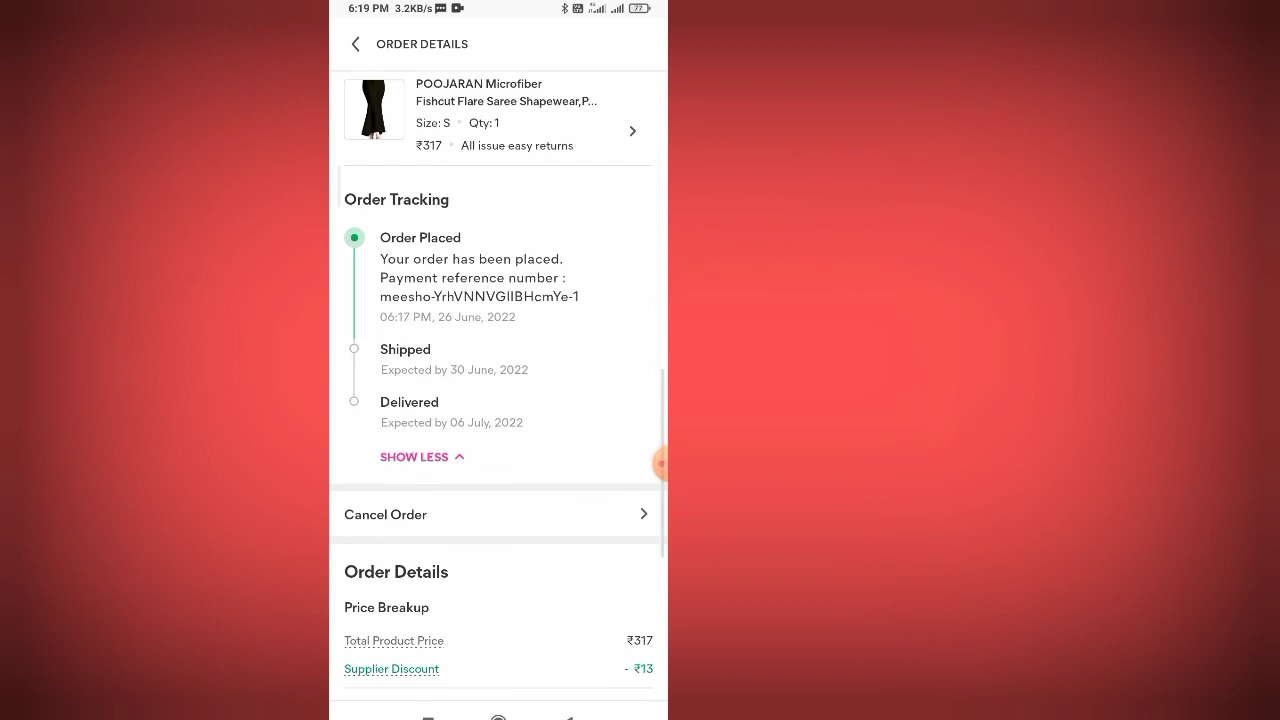 6:19 PM 3.2KB/s
77
ORDER DETAILS
POOJARAN Microfiber
Fishcut Flare Saree Shapewear,P...
Size: S Qty: 1
₹317 All issue easy returns
Order Tracking
Order Placed
Your order has been placed.
Payment reference number :
meesho-YrhVNNVGIIBHcmYe-1
06:17 PM, 26 June, 2022
Shipped
Expected by 30 June, 2022
Delivered
Expected by 06 July, 2022
SHOW LESS
Cancel Order
Order Details
Price Breakup
Total Product Price ₹317
Supplier Discount - ₹13